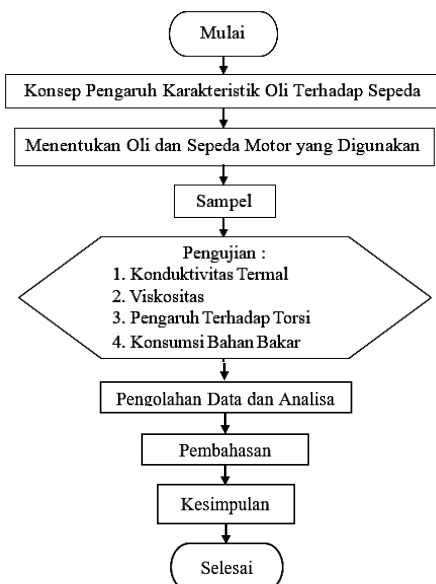 Mulai
Konsep Pengaruh Karakteristik Oli Terhadap Sepeda
Menentukan Oli dan Sepeda Motor yang Digunakan
Sampel
Pengujian :
1. Konduktivitas Termal
2. Viskositas
3. Pengaruh Terhadap Torsi
4. Konsumsi Bahan Bakar
Pengolahan Data dan Analisa
Pembahasan
Kesimpulan
Selesai